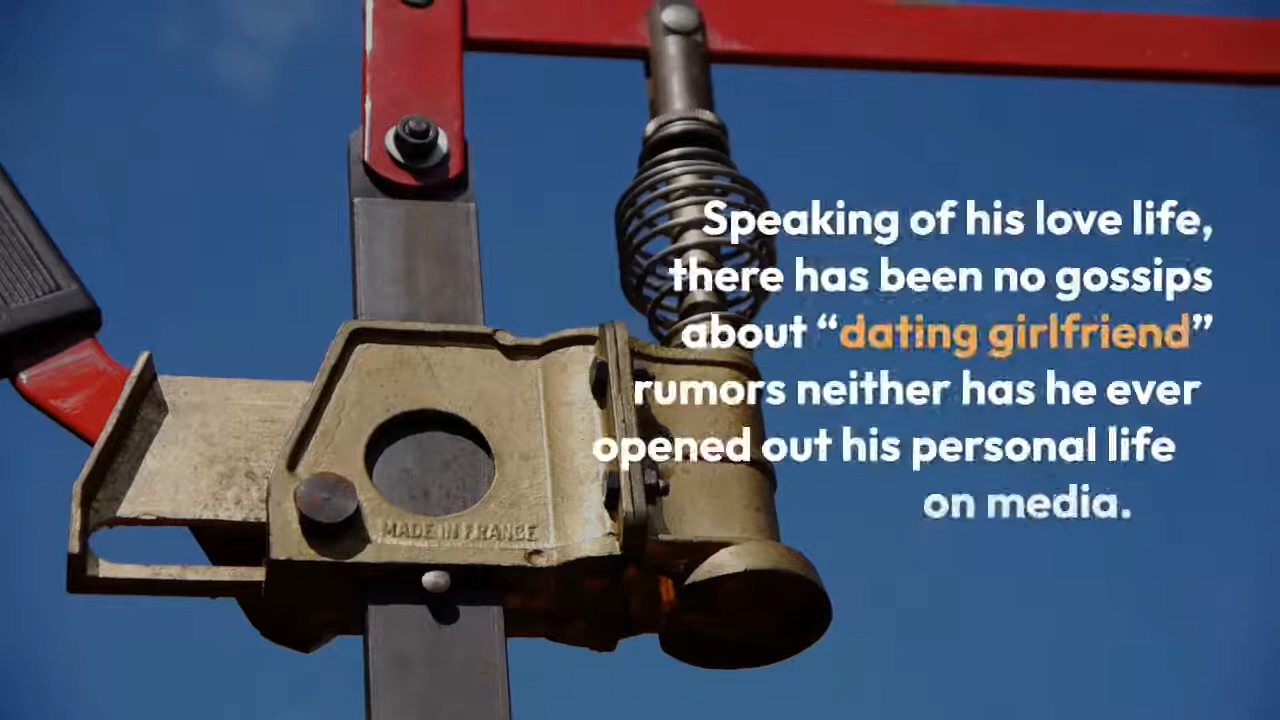 Speaking of his love life,
there has been no gossips
about “dating girlfriend”
rumors neither has he ever
opened out his personal life
on media.
MADE IN FRANCE